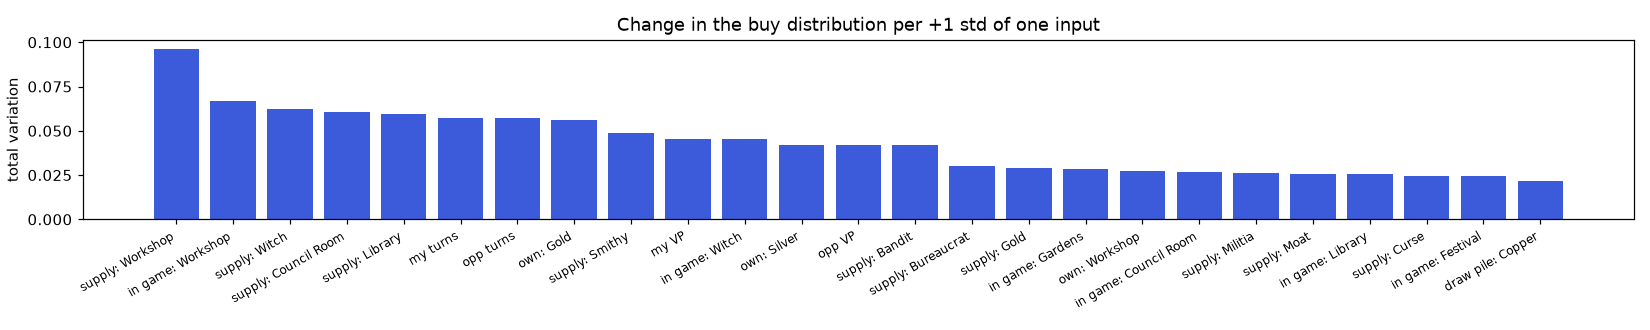 Change in the buy distribution per +1 std of one input
total variation
0.100
0.075
0.050
0.025
0.000
supply: Workshop
in game: Workshop
supply: Witch
supply: Council Room
supply: Library
my turns
opp turns
own: Gold
supply: Smithy
my VP
in game: Witch
own: Silver
opp VP
supply: Bandit
supply: Bureaucrat
supply: Gold
in game: Gardens
own: Workshop
in game: Council Room
supply: Militia
supply: Moat
in game: Library
supply: Curse
in game: Festival
draw pile: Copper